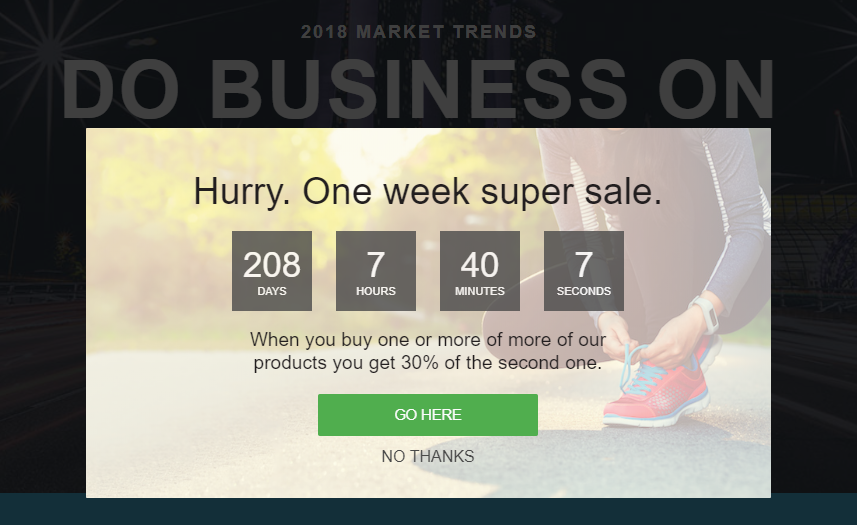 2018 MARKET TRENDS
DO BUSINESS ON
Hurry. One week super sale.
208 7 40 7
DAYS HOURS MINUTES SECONDS
When you buy one or more of more of our
products you get 30% of the second one.
GO HERE
NO THANKS